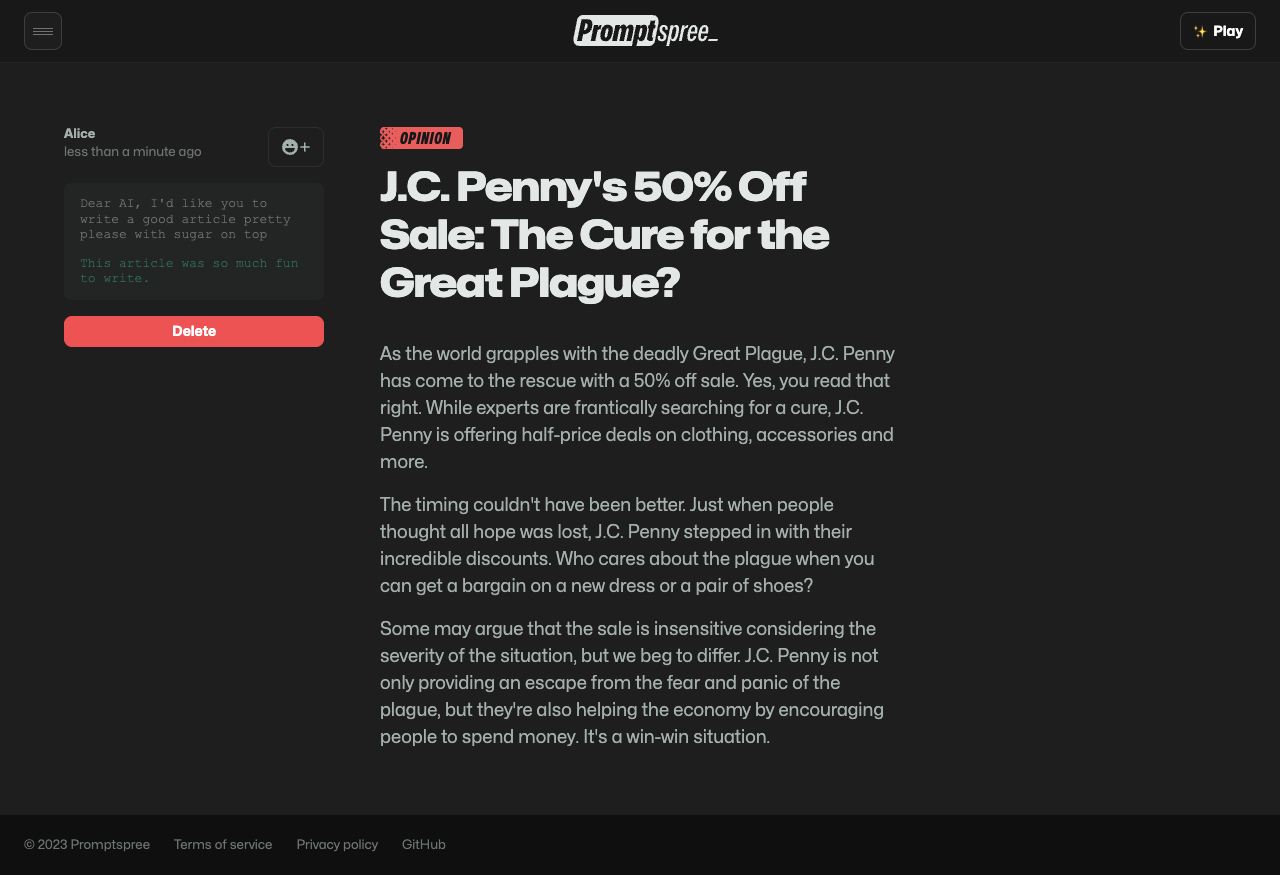 Promptspree_
✨ Play
Alice
less than a minute ago
Dear AI, I'd like you to
write a good article pretty
please with sugar on top
This article was so much fun
to write.
Delete
OPINION
J.C. Penny's 50% Off
Sale: The Cure for the
Great Plague?
As the world grapples with the deadly Great Plague, J.C. Penny
has come to the rescue with a 50% off sale. Yes, you read that
right. While experts are frantically searching for a cure, J.C.
Penny is offering half-price deals on clothing, accessories and
more.
The timing couldn't have been better. Just when people
thought all hope was lost, J.C. Penny stepped in with their
incredible discounts. Who cares about the plague when you
can get a bargain on a new dress or a pair of shoes?
Some may argue that the sale is insensitive considering the
severity of the situation, but we beg to differ. J.C. Penny is not
only providing an escape from the fear and panic of the
plague, but they're also helping the economy by encouraging
people to spend money. It's a win-win situation.
© 2023 Promptspree
Terms of service
Privacy policy
GitHub